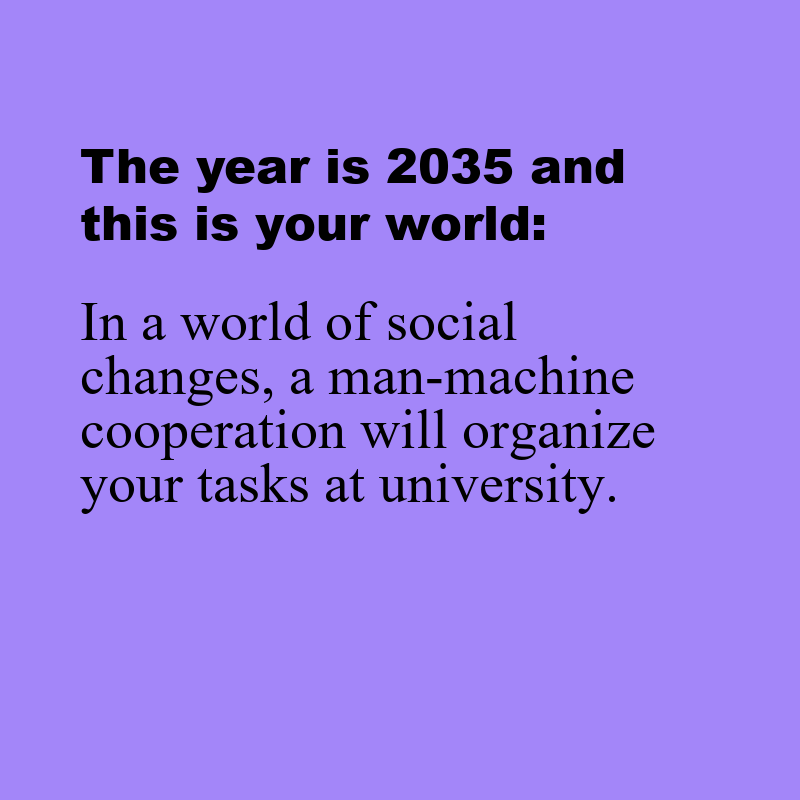 The year is 2035 and
this is your world:
In a world of social
changes, a man-machine
cooperation will organize
your tasks at university.